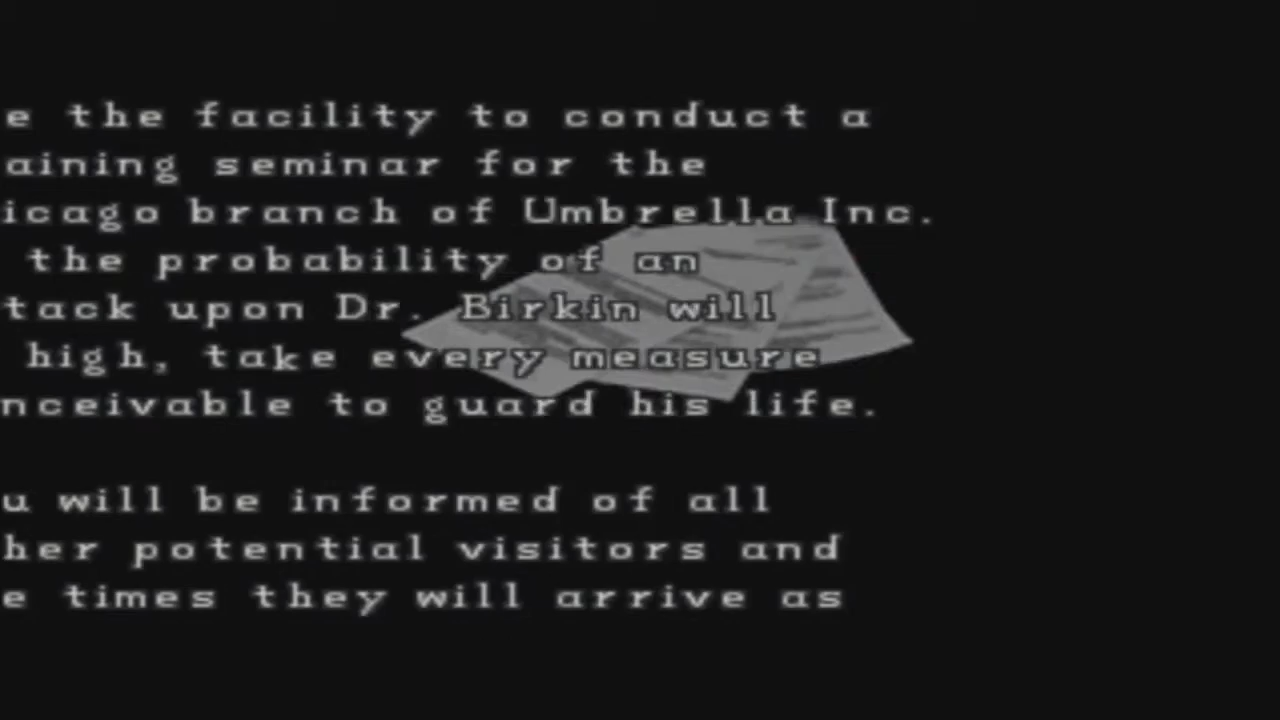 e the facility to conduct a
aining seminar for the
icago branch of Umbrella Inc.
the probability of an
tack upon Dr. Birkin will
high, take every measure
nceivable to guard his life.
u will be informed of all
her potential visitors and
e times they will arrive as